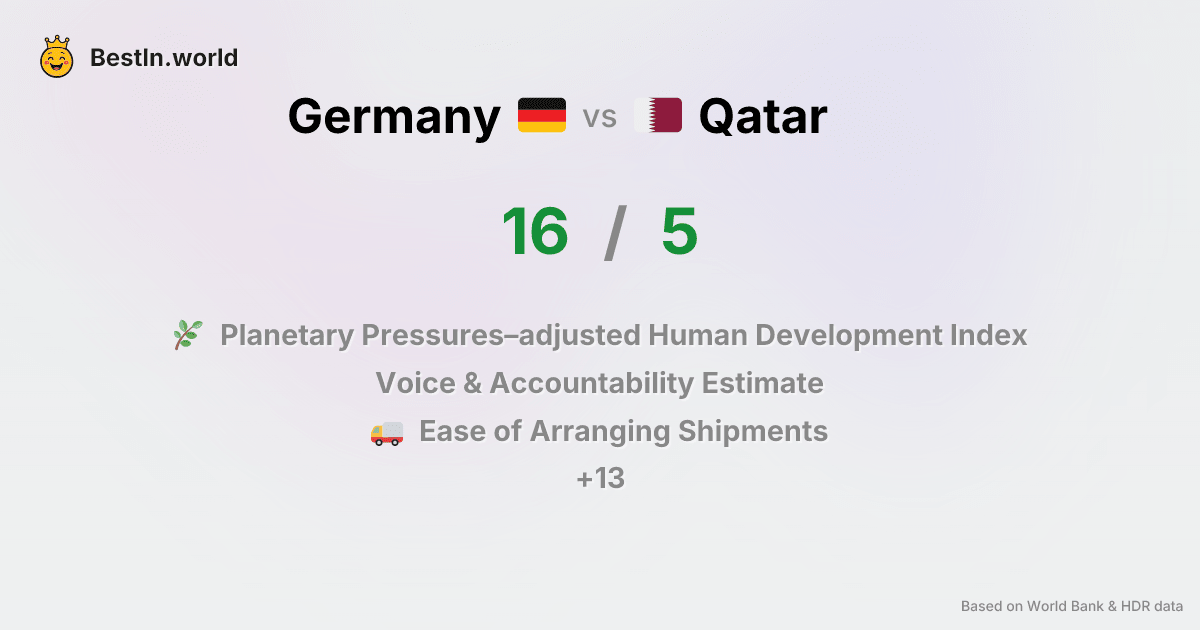 BestIn.world
Germany vs Qatar
16 / 5
Planetary Pressures–adjusted Human Development Index
Voice & Accountability Estimate
Ease of Arranging Shipments
+13
Based on World Bank & HDR data